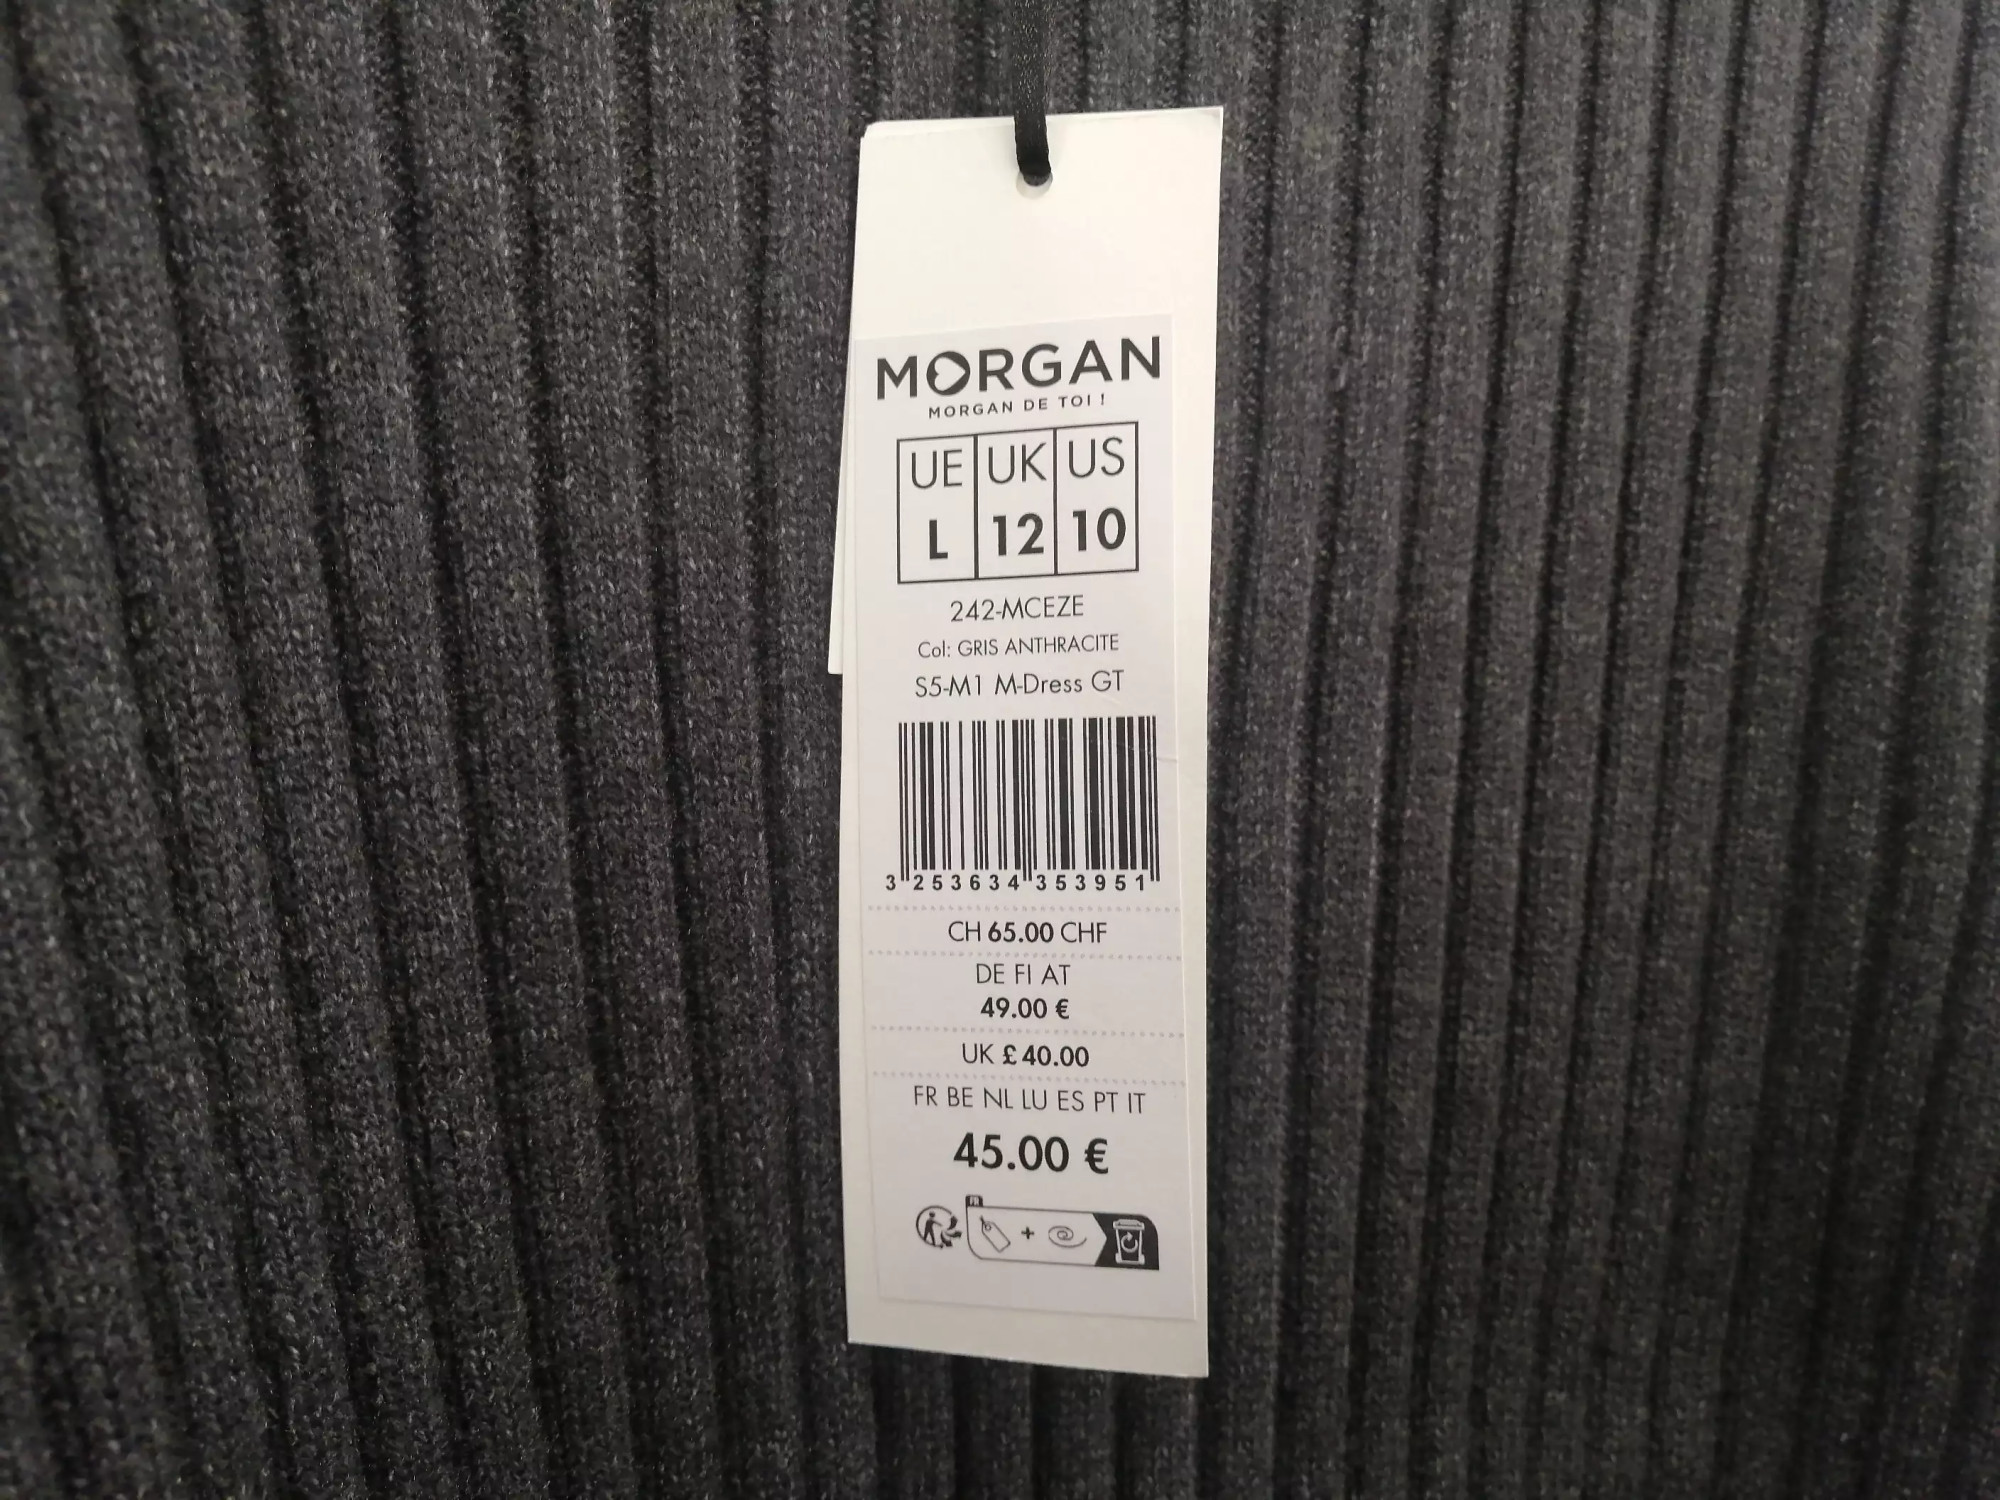 MORGAN
MORGAN DE TOI !
UE UK US
L 12 10
242-MCEZE
Col: GRIS ANTHRACITE
S5-M1 M-Dress GT
3 253634 353951
CH 65.00 CHF
DE FI AT
49.00 €
UK £40.00
FR BE NL LU ES PT IT
45.00 €
FR